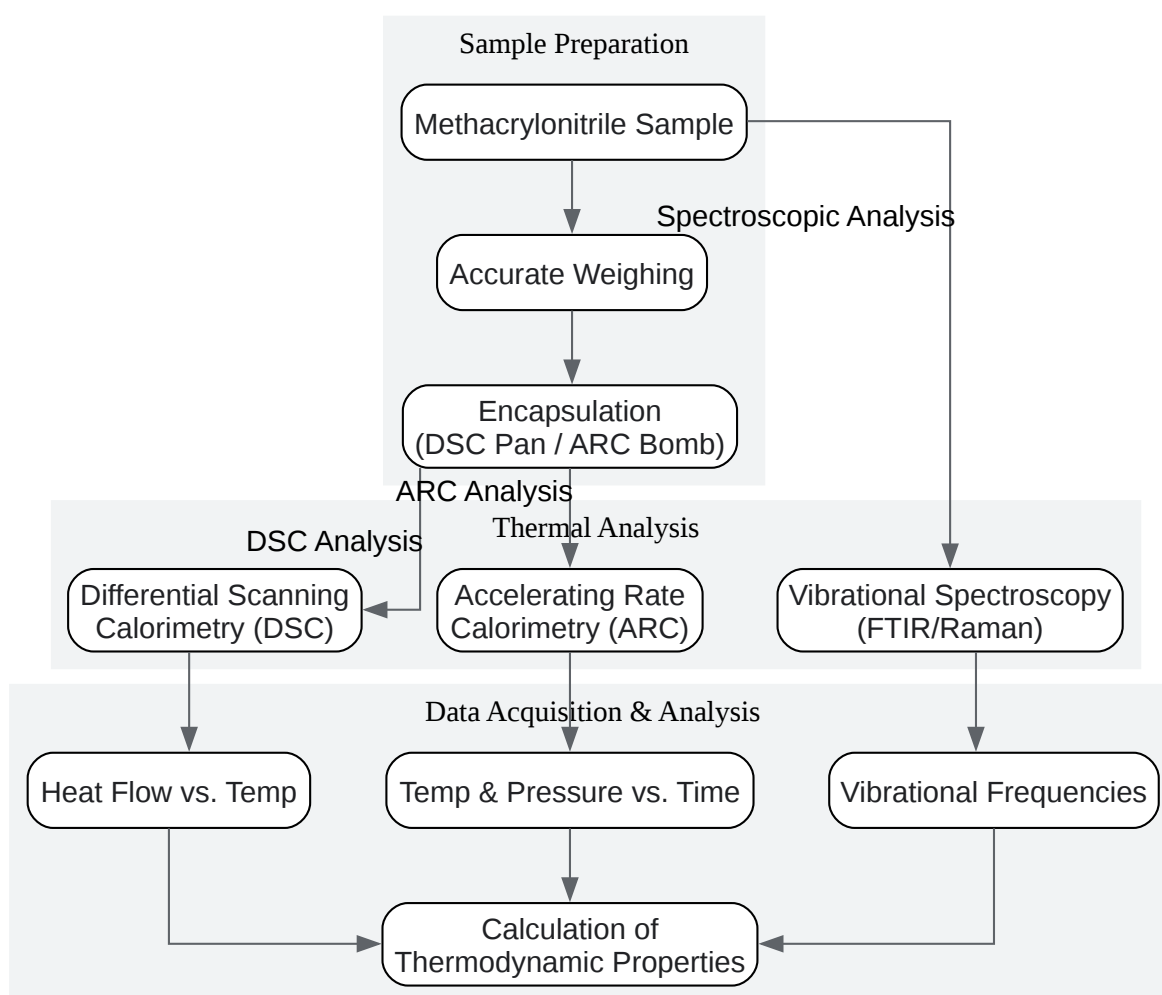 Sample Preparation
Methacrylonitrile Sample
Spectroscopic Analysis
Accurate Weighing
Encapsulation
(DSC Pan / ARC Bomb)
ARC Analysis
Thermal Analysis
DSC Analysis
Differential Scanning
Calorimetry (DSC)
Accelerating Rate
Calorimetry (ARC)
Vibrational Spectroscopy
(FTIR/Raman)
Data Acquisition & Analysis
Heat Flow vs. Temp
Temp & Pressure vs. Time
Vibrational Frequencies
Calculation of
Thermodynamic Properties